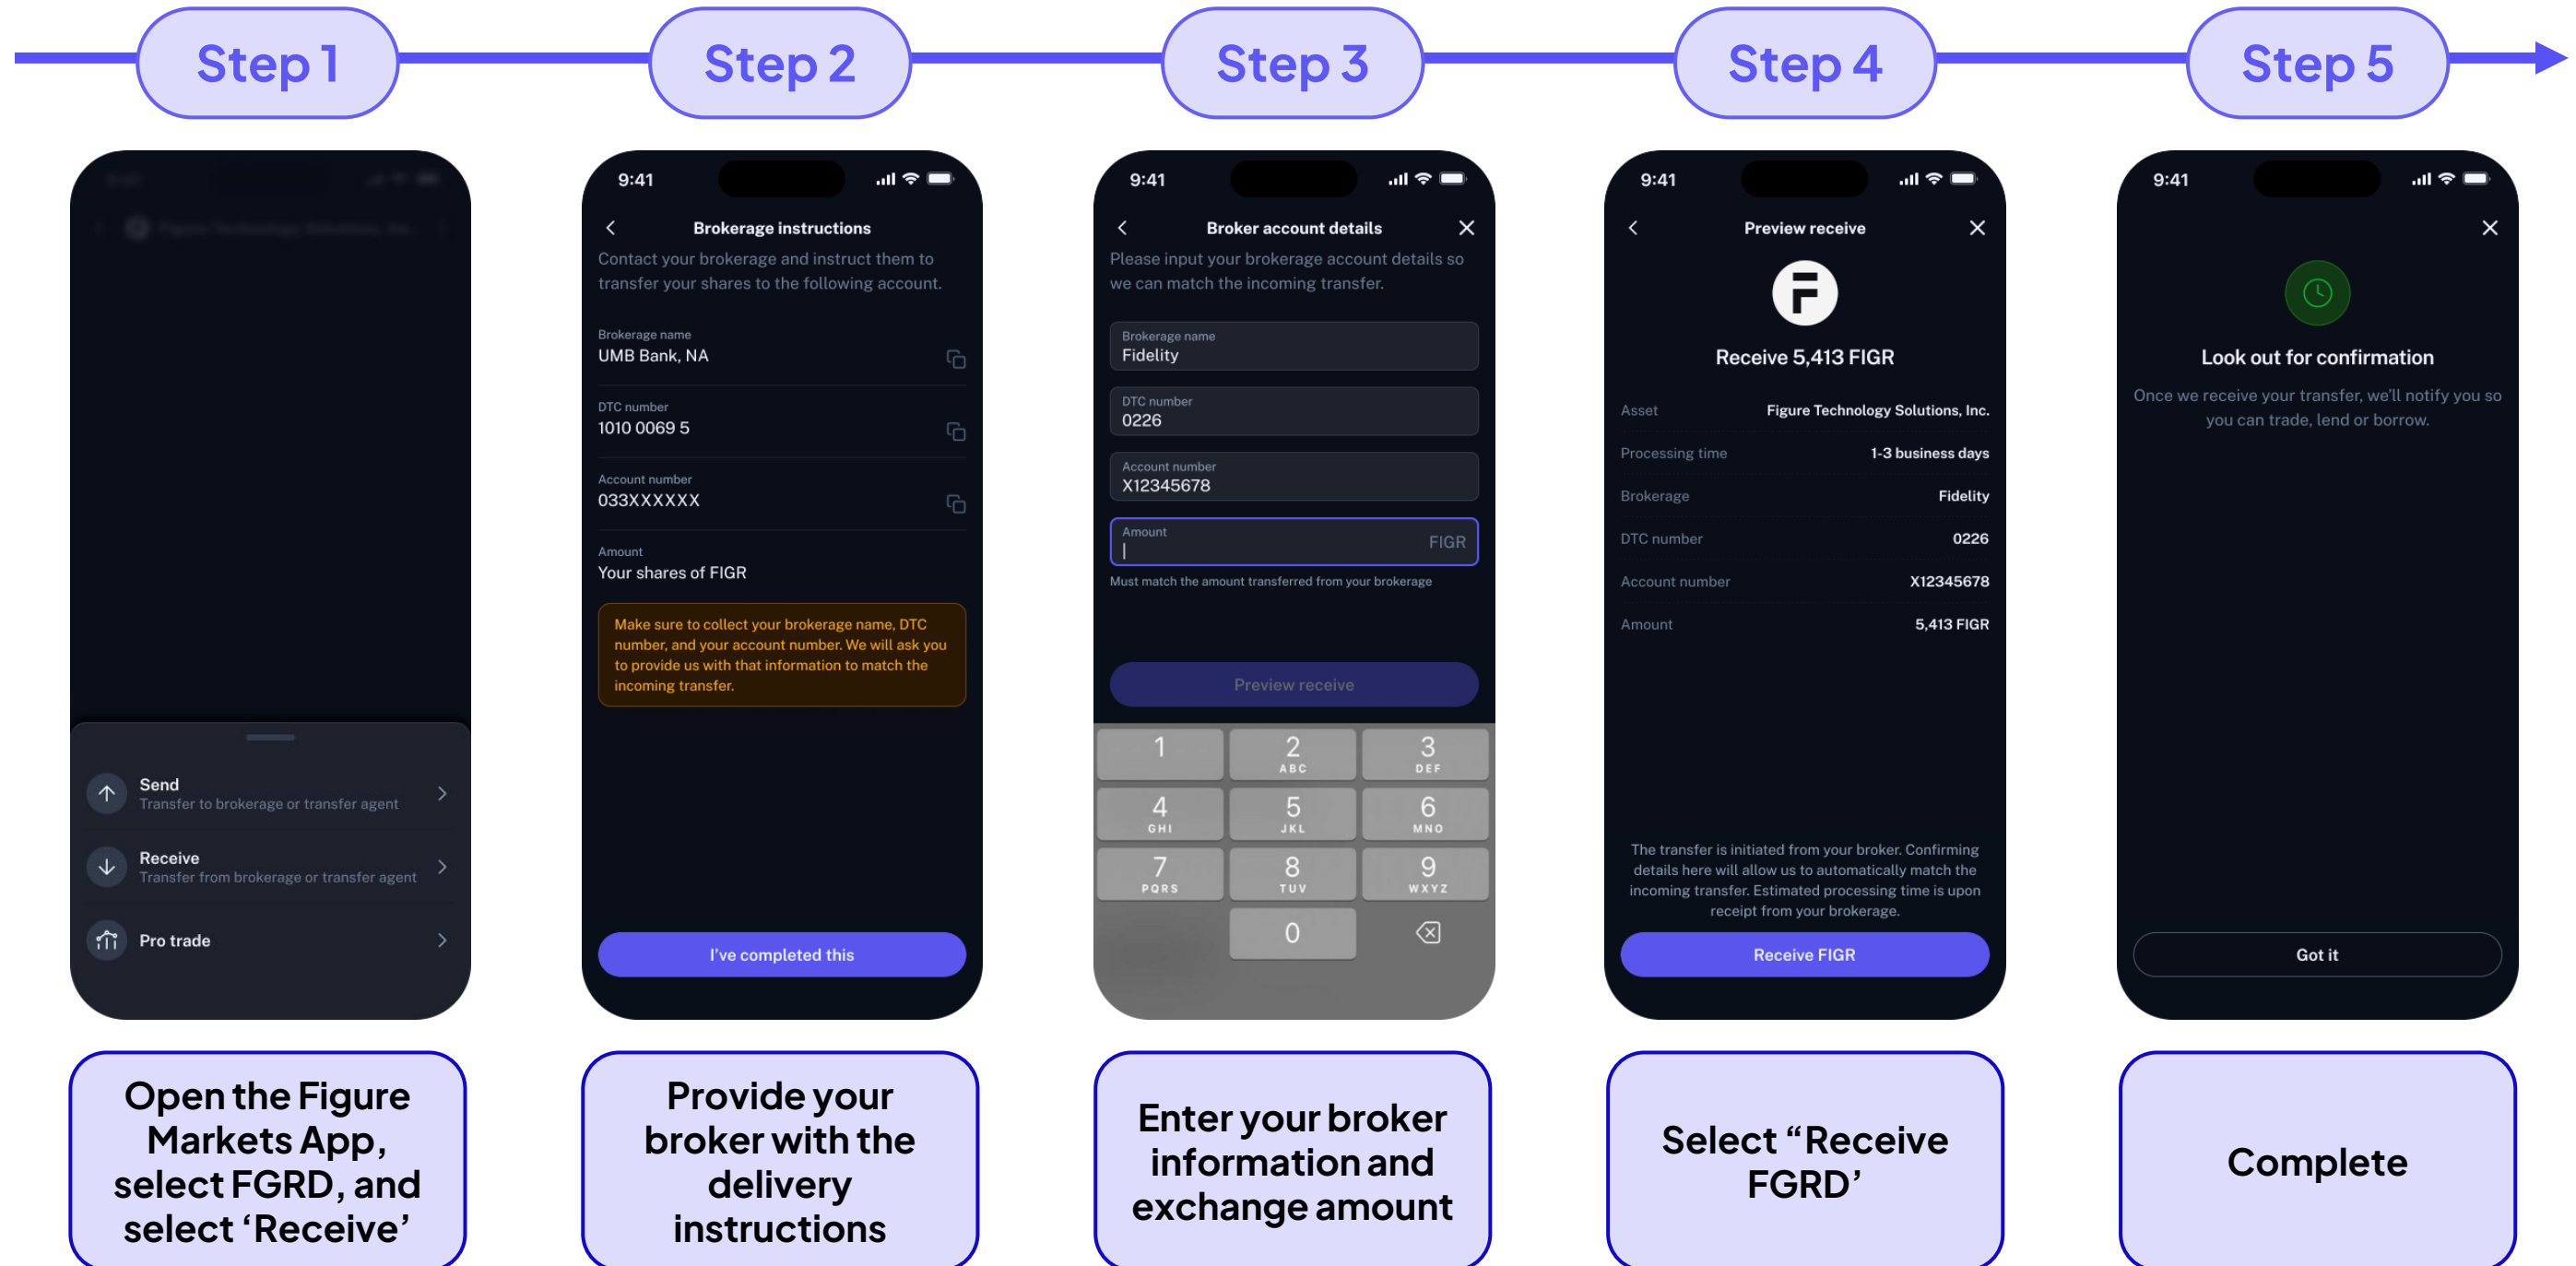 Step 1
Step 2
Step 3
Step 4
Step 5
Send
Transfer to brokerage or transfer agent
Receive
Transfer from brokerage or transfer agent
Pro trade
9:41
Brokerage instructions
Contact your brokerage and instruct them to
transfer your shares to the following account.
Brokerage name
UMB Bank, NA
DTC number
1010 0069 5
Account number
033XXXXXX
Amount
Your shares of FIGR
Make sure to collect your brokerage name, DTC
number, and your account number. We will ask you
to provide us with that information to match the
incoming transfer.
I've completed this
9:41
Broker account details
Please input your brokerage account details so
we can match the incoming transfer.
Brokerage name
Fidelity
DTC number
0226
Account number
X12345678
Amount
FIGR
Must match the amount transferred from your brokerage
Preview receive
1
2
ABC
3
DEF
4
GHI
5
JKL
6
MNO
7
PQRS
8
TUV
9
WXYZ
0
9:41
Preview receive
Receive 5,413 FIGR
Asset Figure Technology Solutions, Inc.
Processing time 1-3 business days
Brokerage Fidelity
DTC number 0226
Account number X12345678
Amount 5,413 FIGR
The transfer is initiated from your broker. Confirming
details here will allow us to automatically match the
incoming transfer. Estimated processing time is upon
receipt from your brokerage.
Receive FIGR
9:41
Look out for confirmation
Once we receive your transfer, we'll notify you so
you can trade, lend or borrow.
Got it
Open the Figure
Markets App,
select FGRD, and
select ‘Receive’
Provide your
broker with the
delivery
instructions
Enter your broker
information and
exchange amount
Select “Receive
FGRD’
Complete